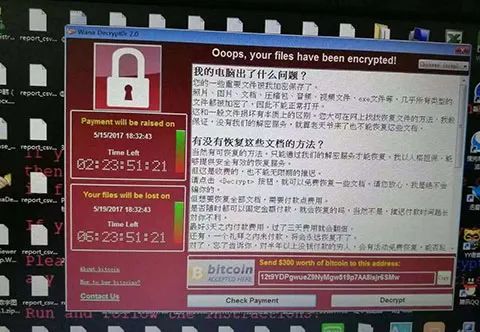 Wana Decrypt0r 2.0
Ooops, your files have been encrypted!
Payment will be raised on
5/15/2017 18:32:43
Time Left
02:23:51:21
Your files will be lost on
5/19/2017 18:32:43
Time Left
06:23:51:21
About bitcoin
How to buy bitcoins?
Contact Us
我的电脑出了什么问题？
您的一些重要文件被我加密保存了。
照片、图片、文档、压缩包、音频、视频文件、exe文件等，几乎所有类型的
文件都被加密了，因此不能正常打开。
这和一般文件损坏有本质上的区别。您大可在网上找找恢复文件的方法，我敢
保证，没有我们的解密服务，就算老天爷来了也不能恢复这些文档。
有没有恢复这些文档的方法？
当然有可恢复的方法。只能通过我们的解密服务才能恢复。我以人格担保，能
够提供安全有效的恢复服务。
但这是收费的，也不能无限期的推迟。
请点击 <Decrypt> 按钮，就可以免费恢复一些文档。请您放心，我是绝不会
骗你的。
但想要恢复全部文档，需要付款点费用。
是否随时都可以固定金额付款，就会恢复的吗，当然不是，推迟付款时间越长
对你不利。
最好3天之内付款费用，过了三天费用就会翻倍。
还有，一个礼拜之内未付款，将会永远恢复不了。
对了，忘了告诉你，对半年以上没钱付款的穷人，会有活动免费恢复，能否轮
bitcoin
ACCEPTED HERE
Send $300 worth of bitcoin to this address:
Copy
Check Payment
Decrypt
Run and follow the instructions!